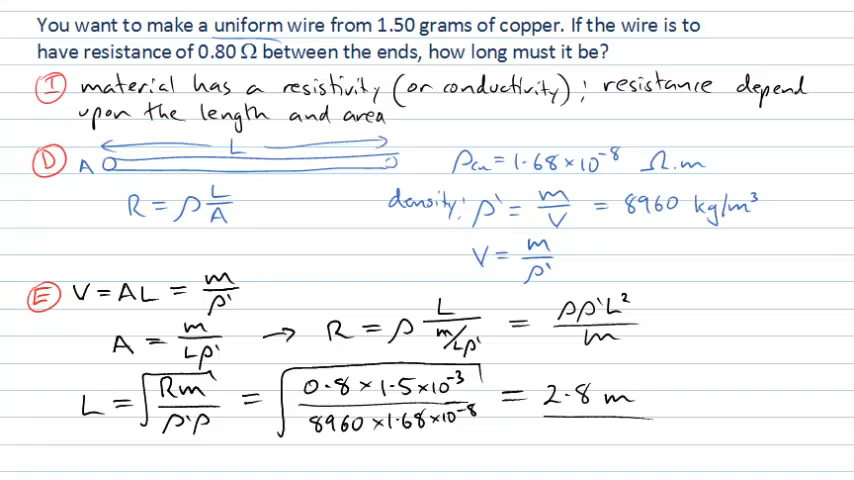 You want to make a uniform wire from 1.50 grams of copper. If the wire is to
have resistance of 0.80 Ω between the ends, how long must it be?
I material has a resistivity (or conductivity); resistance depend
upon the length and area
L
D A ρcu = 1.68 × 10⁻⁸ Ω.m
R = ρ L/A density: ρ' = m/V = 8960 kg/m³
V = m/ρ'
E V = AL = m/ρ'
A = m/Lρ' → R = ρ L/(m/Lρ') = ρρ'L²/m
L = √(Rm/ρ'ρ) = √(0.8 × 1.5×10⁻³/8960 × 1.68×10⁻⁸) = 2.8 m